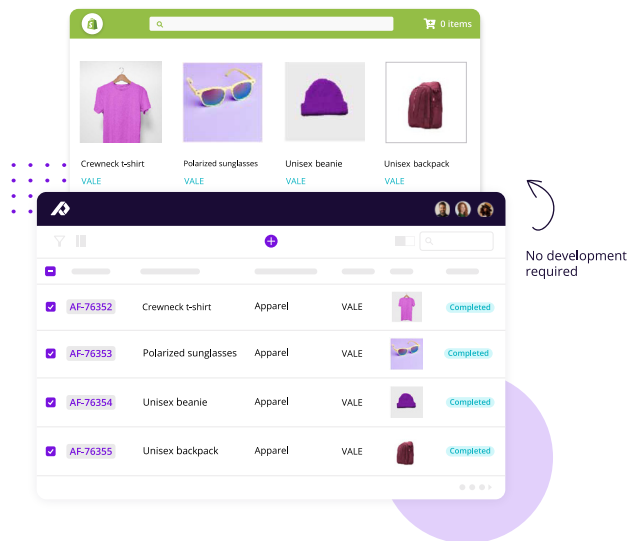 0 items
Crewneck t-shirt Polarized sunglasses Unisex beanie Unisex backpack
VALE VALE VALE VALE
No development
required
AF-76352 Crewneck t-shirt Apparel VALE Completed
AF-76353 Polarized sunglasses Apparel VALE Completed
AF-76354 Unisex beanie Apparel VALE Completed
AF-76355 Unisex backpack Apparel VALE Completed